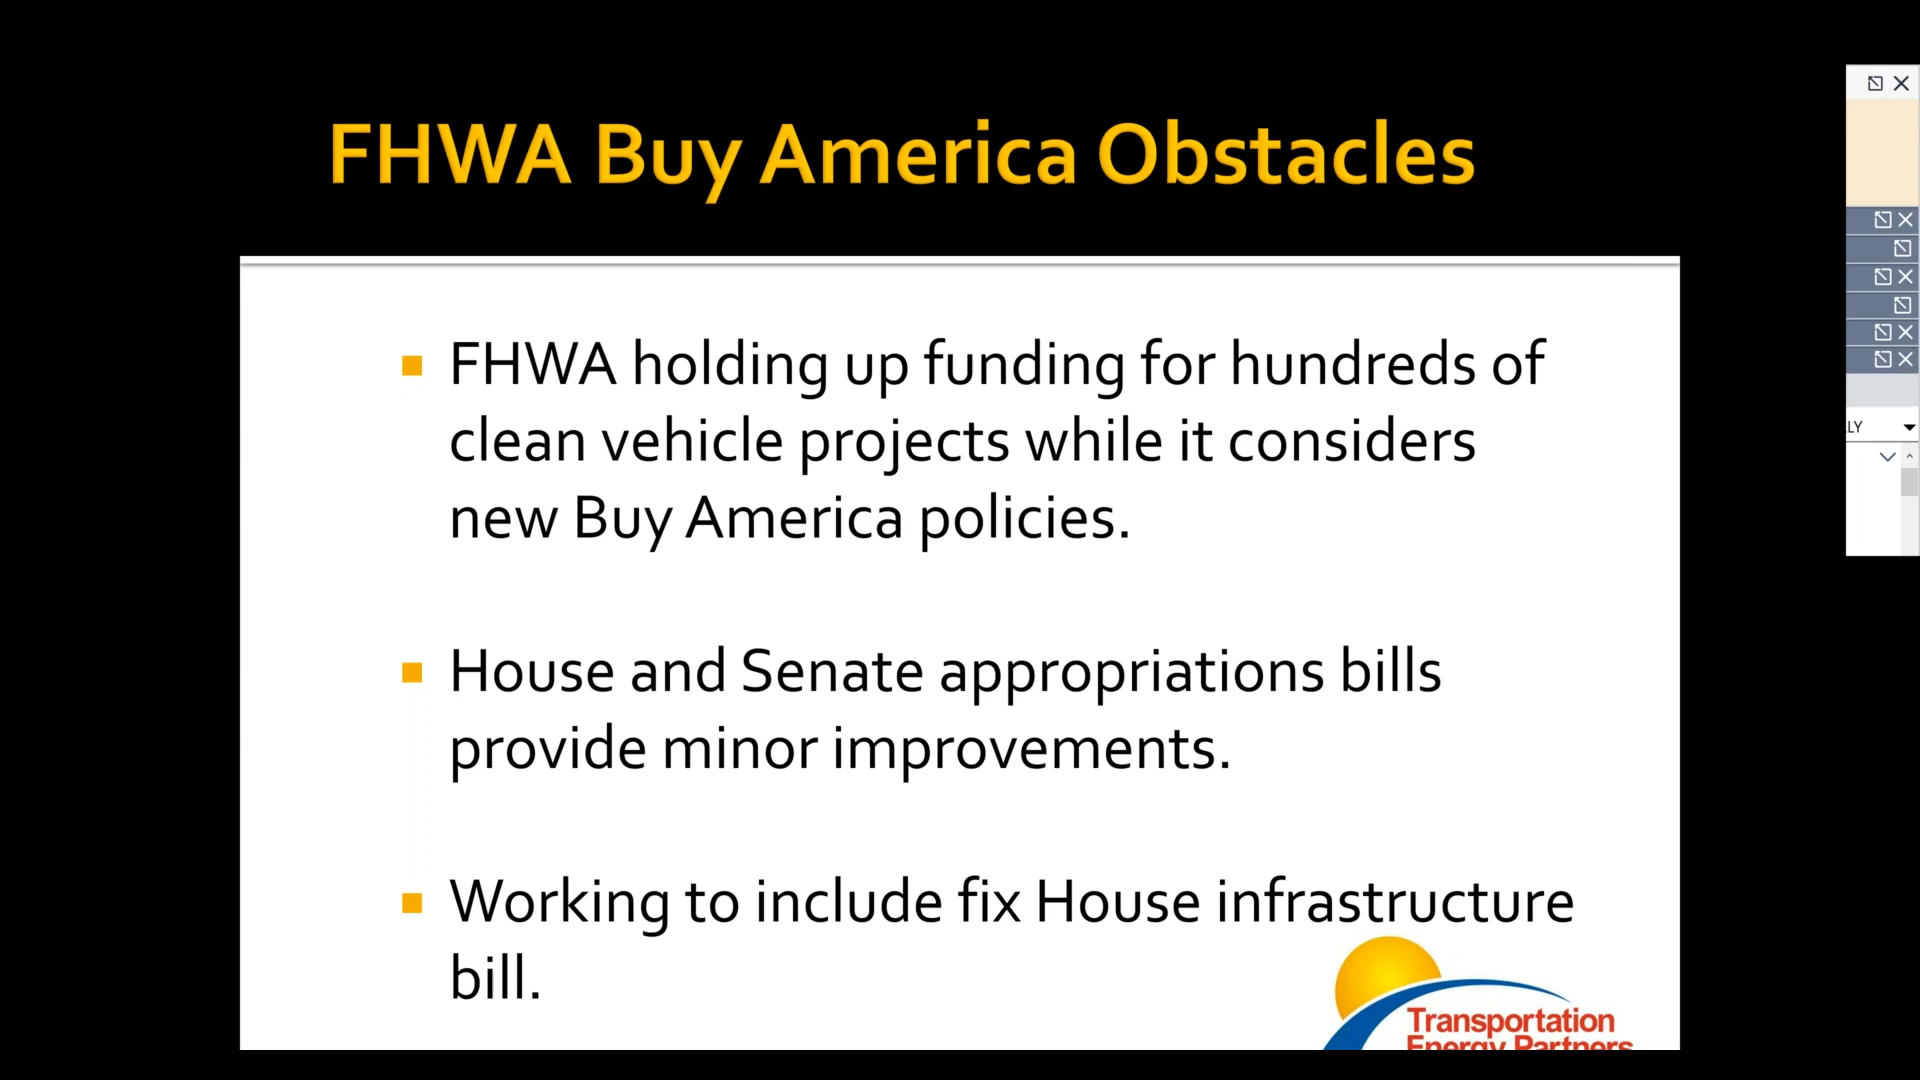 FHWA Buy America Obstacles
FHWA holding up funding for hundreds of
clean vehicle projects while it considers
new Buy America policies.
House and Senate appropriations bills
provide minor improvements.
Working to include fix House infrastructure
bill.
Transportation
Energy Partners
LY